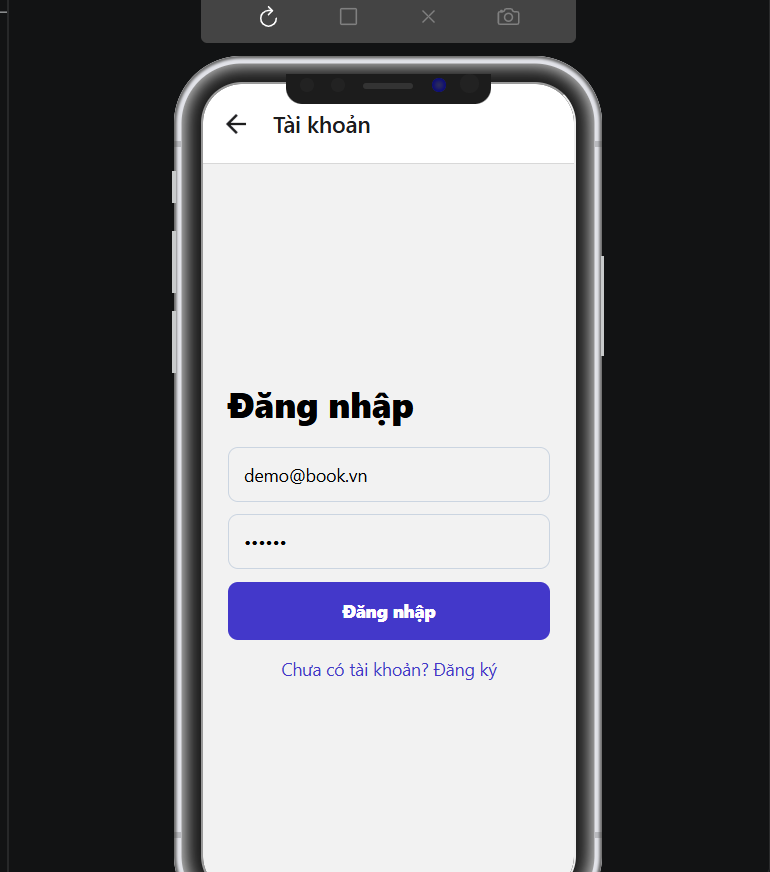 Tài khoản
Đăng nhập
demo@book.vn
••••••
Đăng nhập
Chưa có tài khoản? Đăng ký